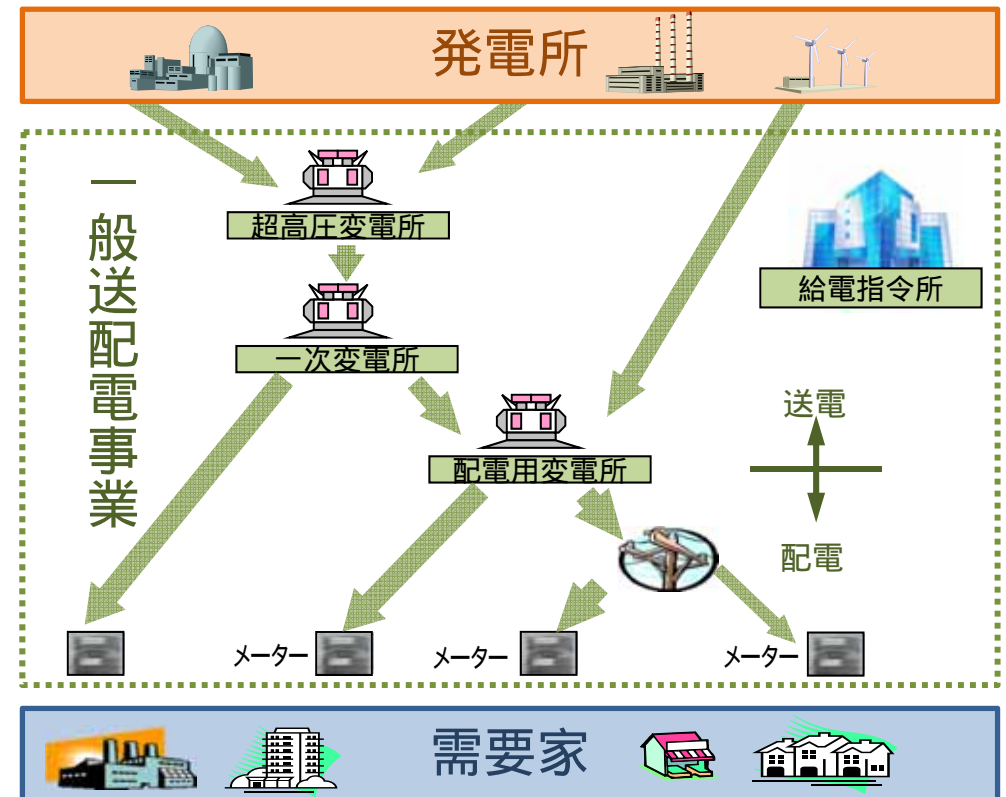 発電所
一般送配電事業
超高圧変電所
給電指令所
一次変電所
送電
配電用変電所
配電
メーター
メーター
メーター
需要家